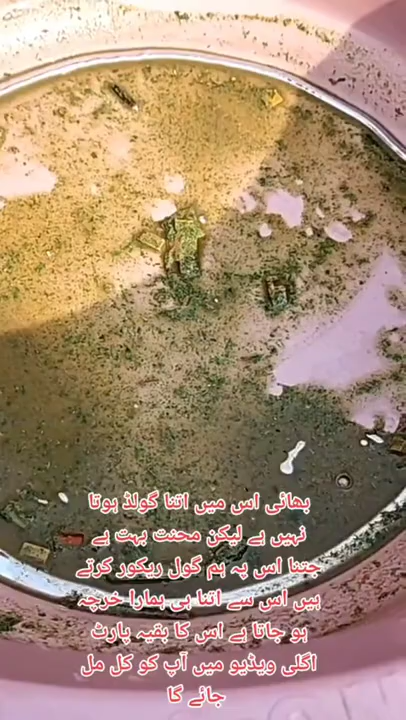 بھائی اس میں اتنا گولڈ ہوتا
نہیں ہے لیکن محنت بہت ہے
جتنا اس پہ ہم گول ریکور کرتے
ہیں اس سے اتنا ہی ہمارا خرچہ
ہو جاتا ہے اس کا بقیہ پارٹ
اگلی ویڈیو میں آپ کو کل مل
جائے گا